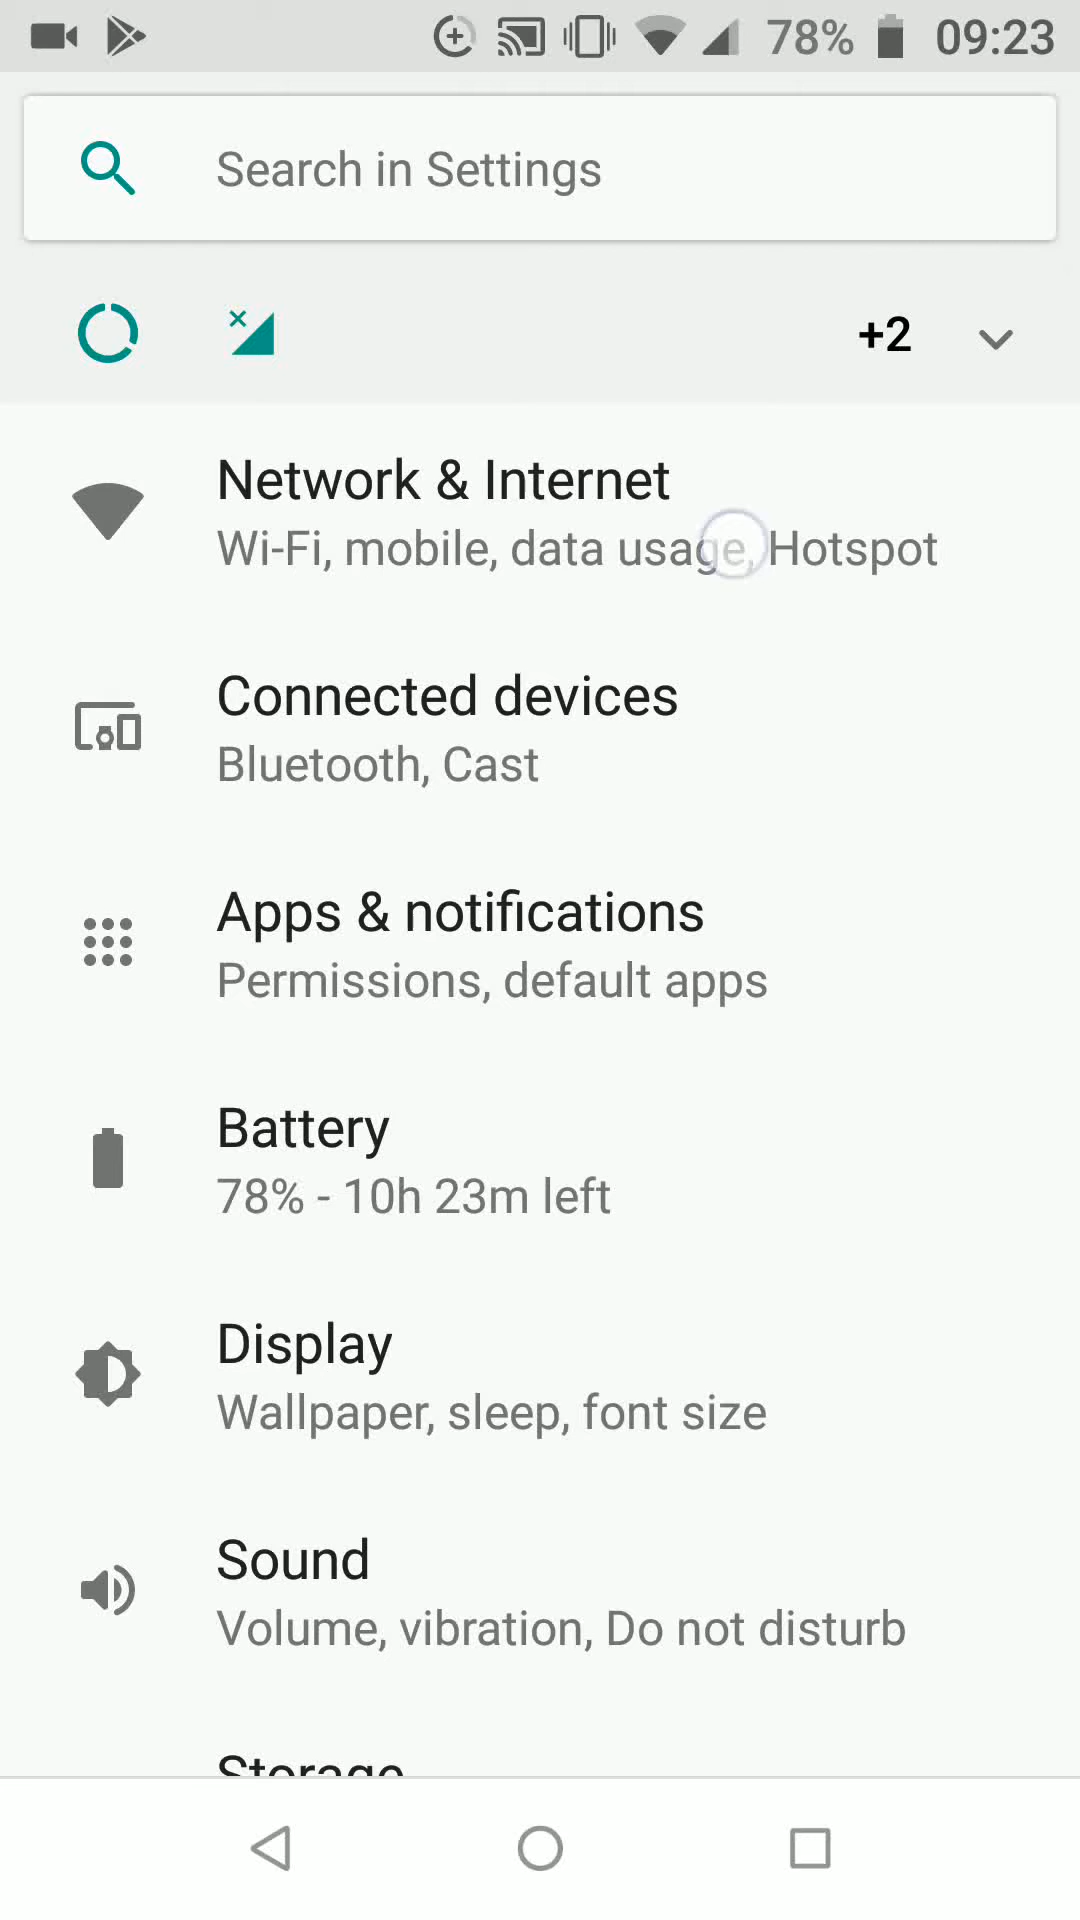 78% 09:23
Search in Settings
+2
Network & Internet
Wi-Fi, mobile, data usage, Hotspot
Connected devices
Bluetooth, Cast
Apps & notifications
Permissions, default apps
Battery
78% - 10h 23m left
Display
Wallpaper, sleep, font size
Sound
Volume, vibration, Do not disturb
Storage